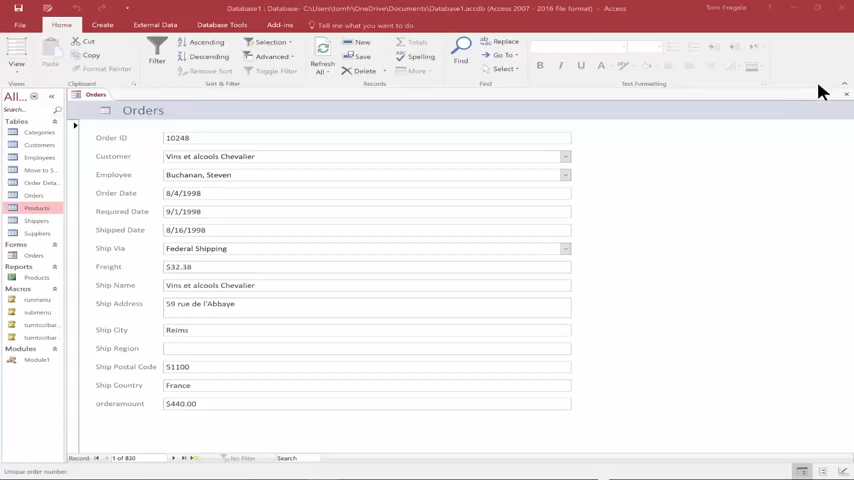 Database1 : Database- C:\Users\tomfr\OneDrive\Documents\Database1.accdb (Access 2007 - 2016 file format) - Access
Tom Fragale
File Home Create External Data Database Tools Add-ins Tell me what you want to do
View
Paste
Cut
Copy
Format Painter
Clipboard
Filter
Ascending
Descending
Remove Sort
Selection
Advanced
Toggle Filter
Sort & Filter
Refresh
All
New
Save
Delete
Totals
Spelling
More
Records
Find
Replace
Go To
Select
Find
B I U A
Text Formatting
All...
Search...
Tables
Categories
Customers
Employees
Move to S...
Order Deta...
Orders
Products
Shippers
Suppliers
Forms
Orders
Reports
Products
Macros
runmenu
submenu
turntoolbar...
turntoolbar...
Modules
Module1
Orders
Orders
Order ID 10248
Customer Vins et alcools Chevalier
Employee Buchanan, Steven
Order Date 8/4/1998
Required Date 9/1/1998
Shipped Date 8/16/1998
Ship Via Federal Shipping
Freight $32.38
Ship Name Vins et alcools Chevalier
Ship Address 59 rue de l'Abbaye
Ship City Reims
Ship Region
Ship Postal Code 51100
Ship Country France
orderamount $440.00
Record: 1 of 830 No Filter Search
Unique order number.